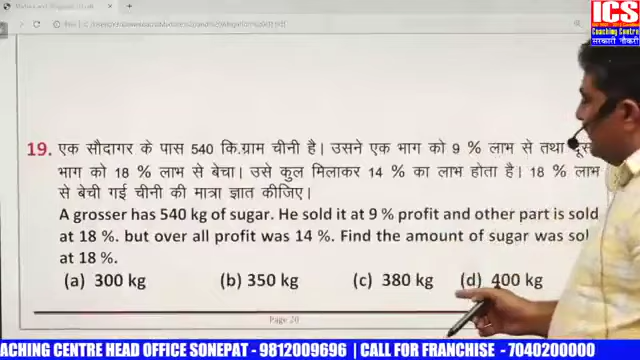 ICS
Coaching Centre
सरकारी नौकरी
19. एक सौदागर के पास 540 कि.ग्राम चीनी है। उसने एक भाग को 9 % लाभ से तथा
भाग को 18 % लाभ से बेचा। उसे कुल मिलाकर 14 % का लाभ होता है। 18 % लाभ
से बेची गई चीनी की मात्रा ज्ञात कीजिए।
A grosser has 540 kg of sugar. He sold it at 9 % profit and other part is sold
at 18 %. but over all profit was 14 %. Find the amount of sugar was
at 18 %.
(a) 300 kg (b) 350 kg (c) 380 kg (d) 400 kg
Page 20
ACHING CENTRE HEAD OFFICE SONEPAT - 9812009696 | CALL FOR FRANCHISE - 7040200000